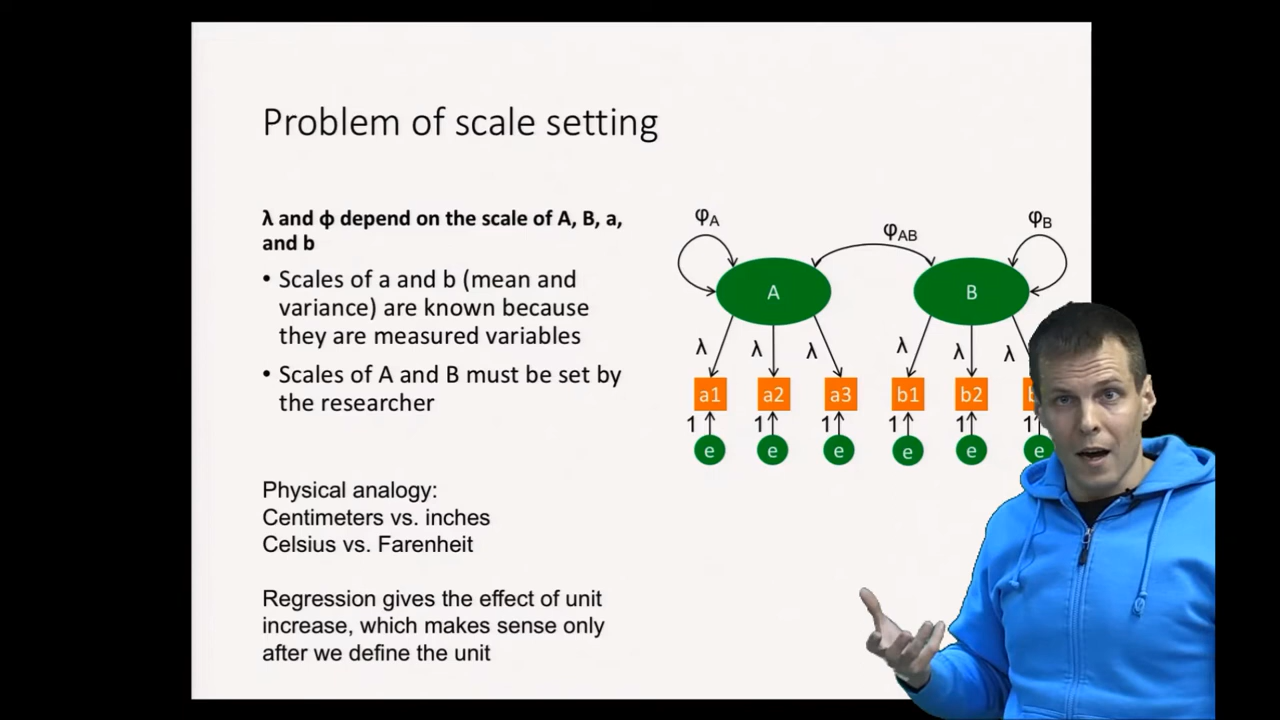 Problem of scale setting
λ and ϕ depend on the scale of A, B, a,
and b
• Scales of a and b (mean and
variance) are known because
they are measured variables
• Scales of A and B must be set by
the researcher
Physical analogy:
Centimeters vs. inches
Celsius vs. Farenheit
Regression gives the effect of unit
increase, which makes sense only
after we define the unit
φA φAB φB
A B
λ λ λ λ λ λ
a1 a2 a3 b1 b2
1 1 1 1 1 1
e e e e e e